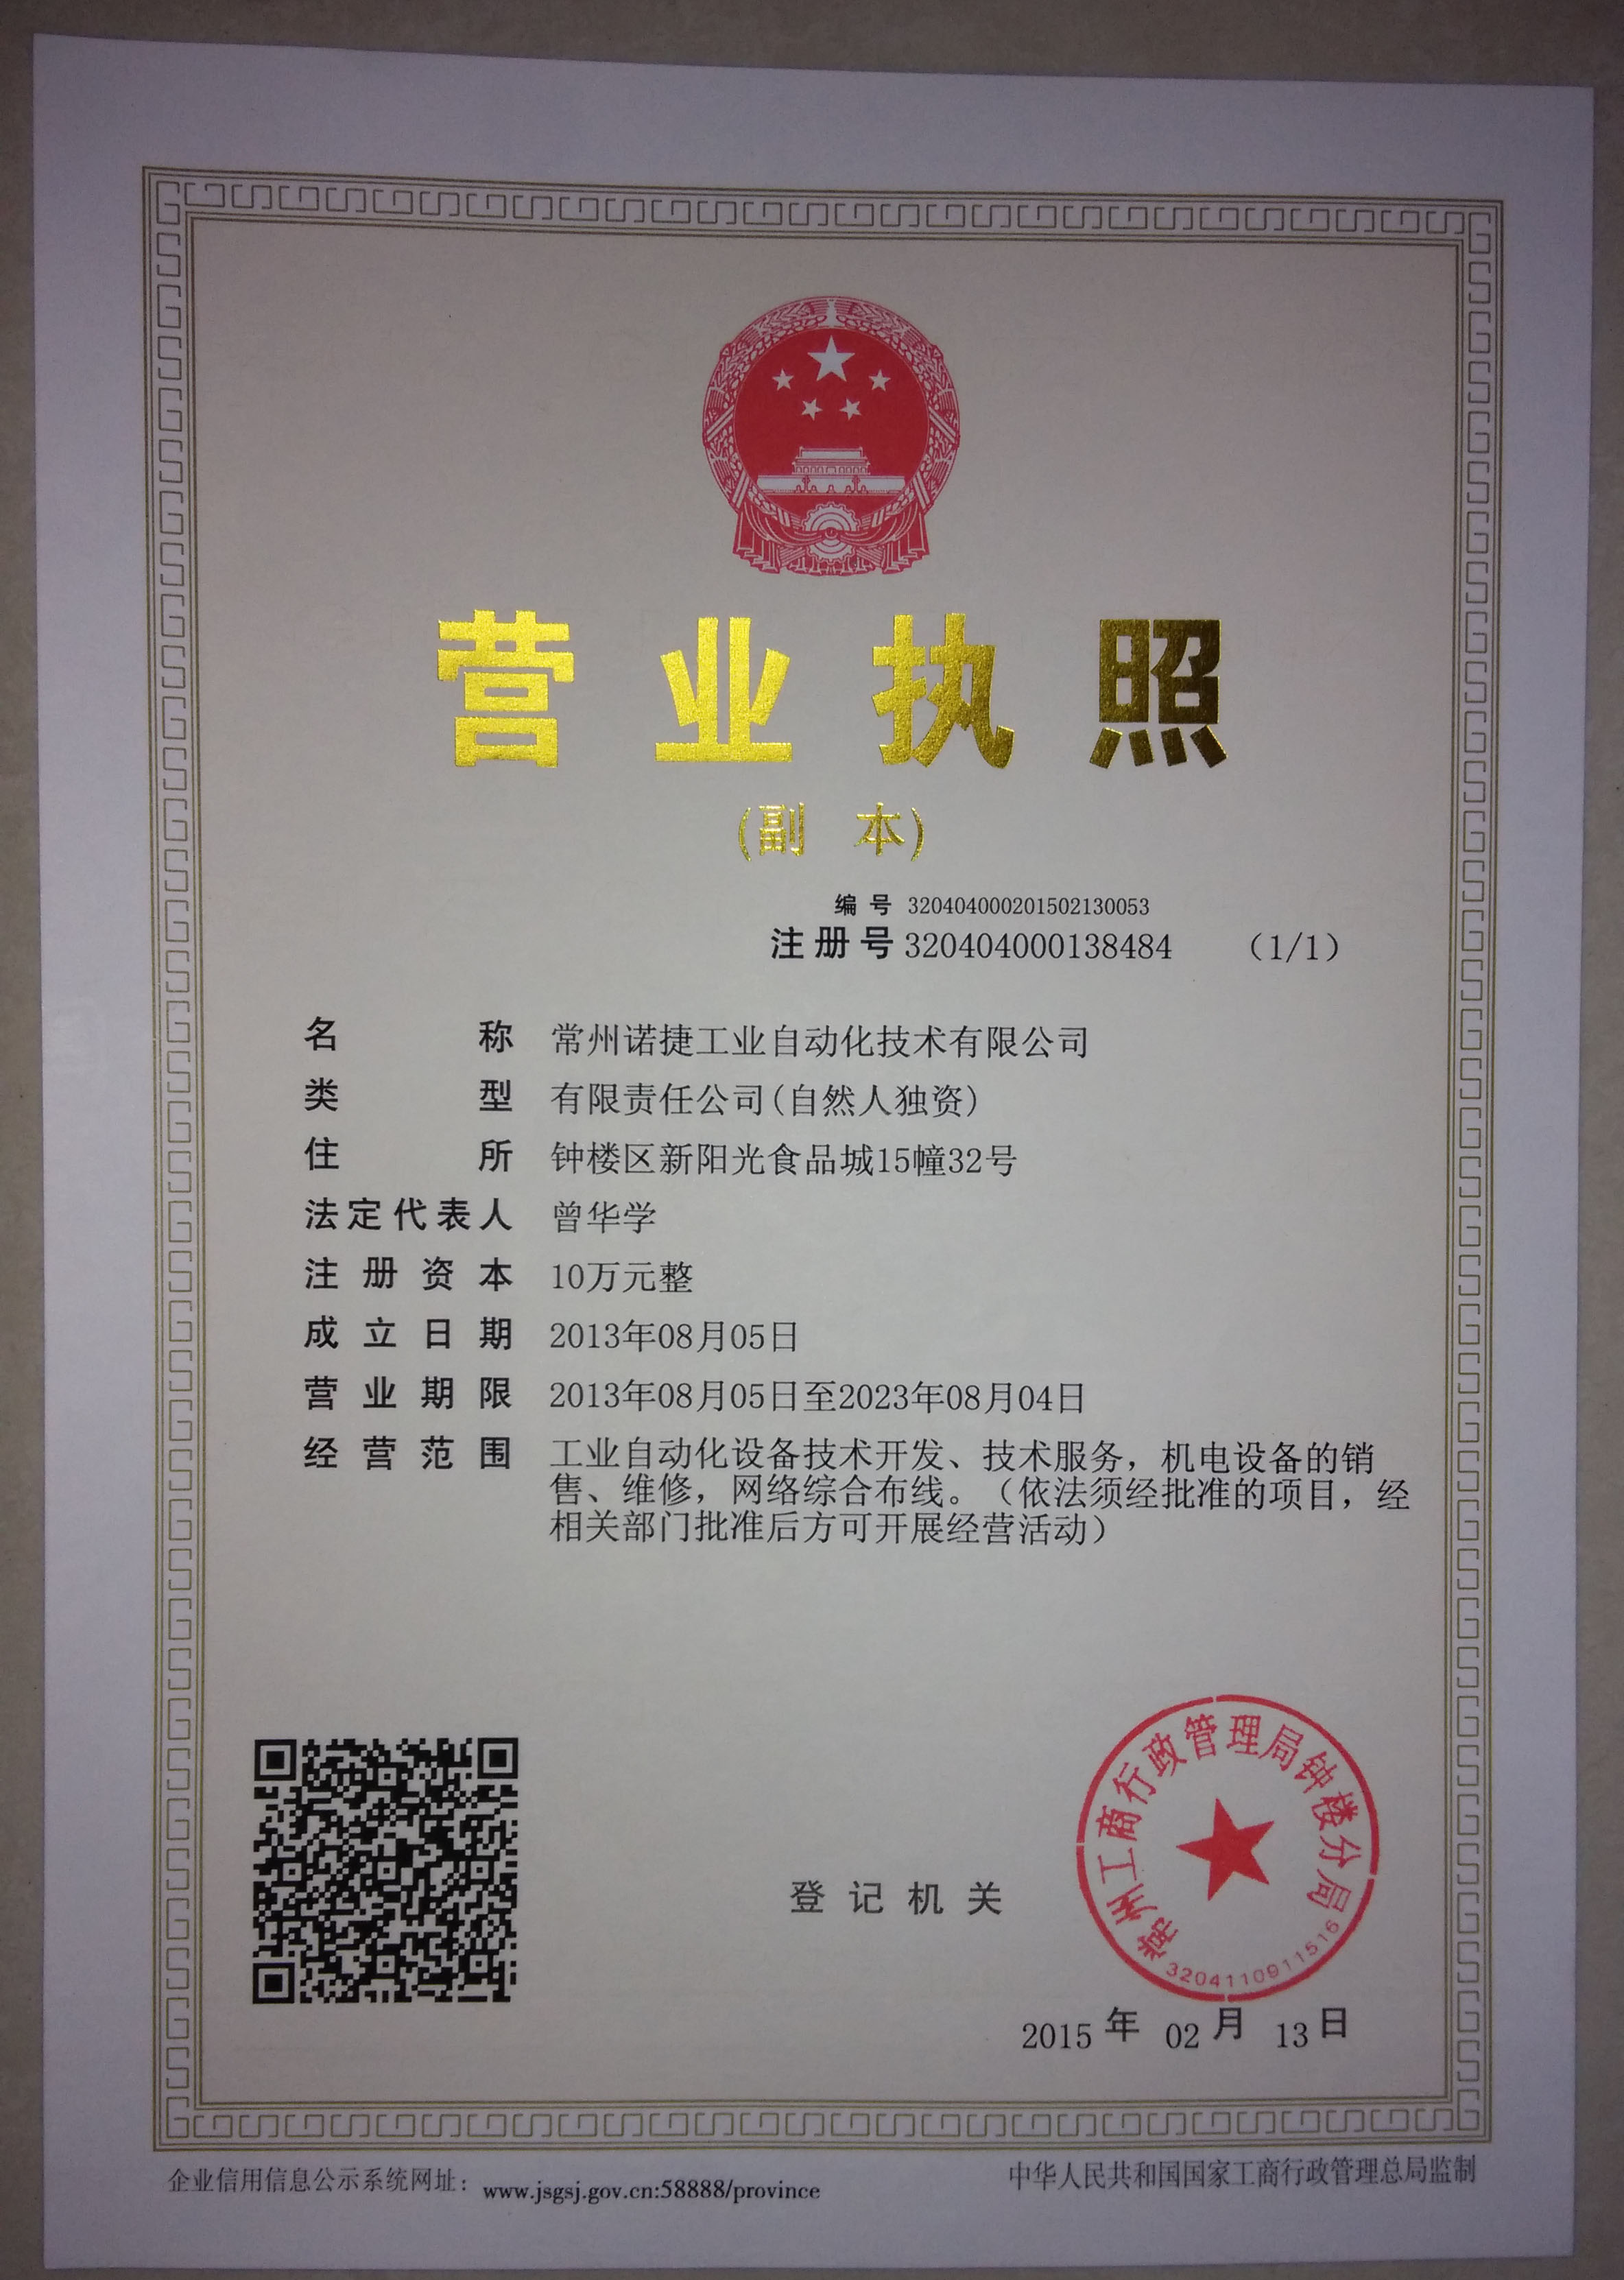 营业执照
(副 本)
编号 320404000201502130053
注册号 320404000138484 （1/1）
名称 常州诺捷工业自动化技术有限公司
类型 有限责任公司(自然人独资)
住所 钟楼区新阳光食品城15幢32号
法定代表人 曾华学
注册资本 10万元整
成立日期 2013年08月05日
营业期限 2013年08月05日至2023年08月04日
经营范围 工业自动化设备技术开发、技术服务，机电设备的销
售、维修，网络综合布线。（依法须经批准的项目，经
相关部门批准后方可开展经营活动）
常州工商行政管理局钟楼分局
3204110911516
登记机关
2015 年 02 月 13 日
企业信用信息公示系统网址：www.jsgsj.gov.cn:58888/province
中华人民共和国国家工商行政管理总局监制